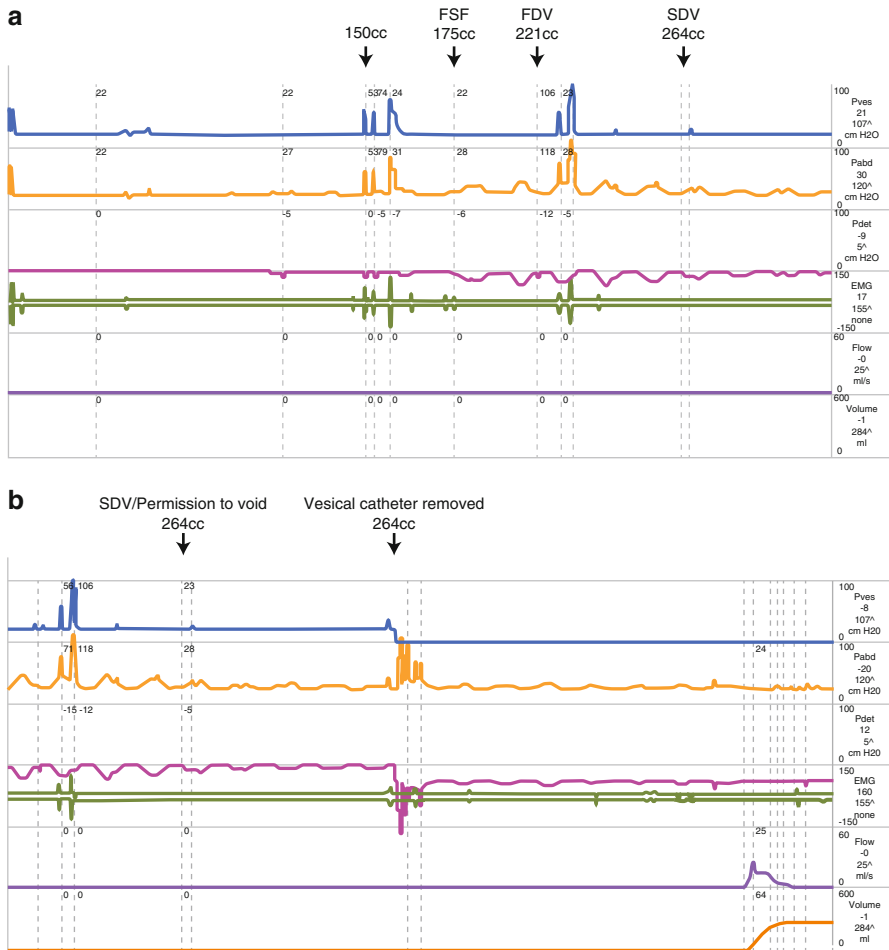 a
FSF FDV SDV
150cc 175cc 221cc 264cc
22 22 53 74 24 22 106 23
100
Pves
21
107^
cm H2O
0
22 27 53 79 31 28 118 28
100
Pabd
30
120^
cm H2O
0
0 -5 0 -5 -7 -6 -12 -5
100
Pdet
-9
5^
cm H2O
0
150
EMG
17
155^
none
-150
0 0 0 0 0 0 0 0
60
Flow
-0
25^
ml/s
0
0 0 0 0 0 0 0 0
600
Volume
-1
284^
ml
0
b
SDV/Permission to void Vesical catheter removed
264cc 264cc
56 106 23
100
Pves
-8
107^
cm H20
0
71 118 28 24
100
Pabd
-20
120^
cm H20
0
-15 -12 -5
100
Pdet
12
5^
cm H2O
0
150
EMG
160
155^
none
-150
0 0 0 25
60
Flow
-0
25^
ml/s
0
0 0 0 64
600
Volume
-1
284^
ml
0